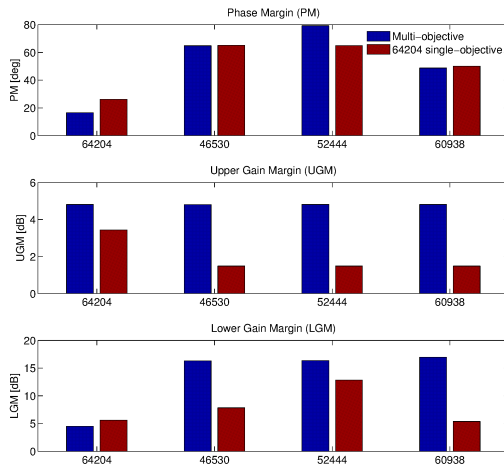 Phase Margin (PM)
80
60
40
20
0
PM [deg]
Multi−objective
64204 single−objective
64204 46530 52444 60938
Upper Gain Margin (UGM)
6
4
2
0
UGM [dB]
64204 46530 52444 60938
Lower Gain Margin (LGM)
20
15
10
5
0
LGM [dB]
64204 46530 52444 60938